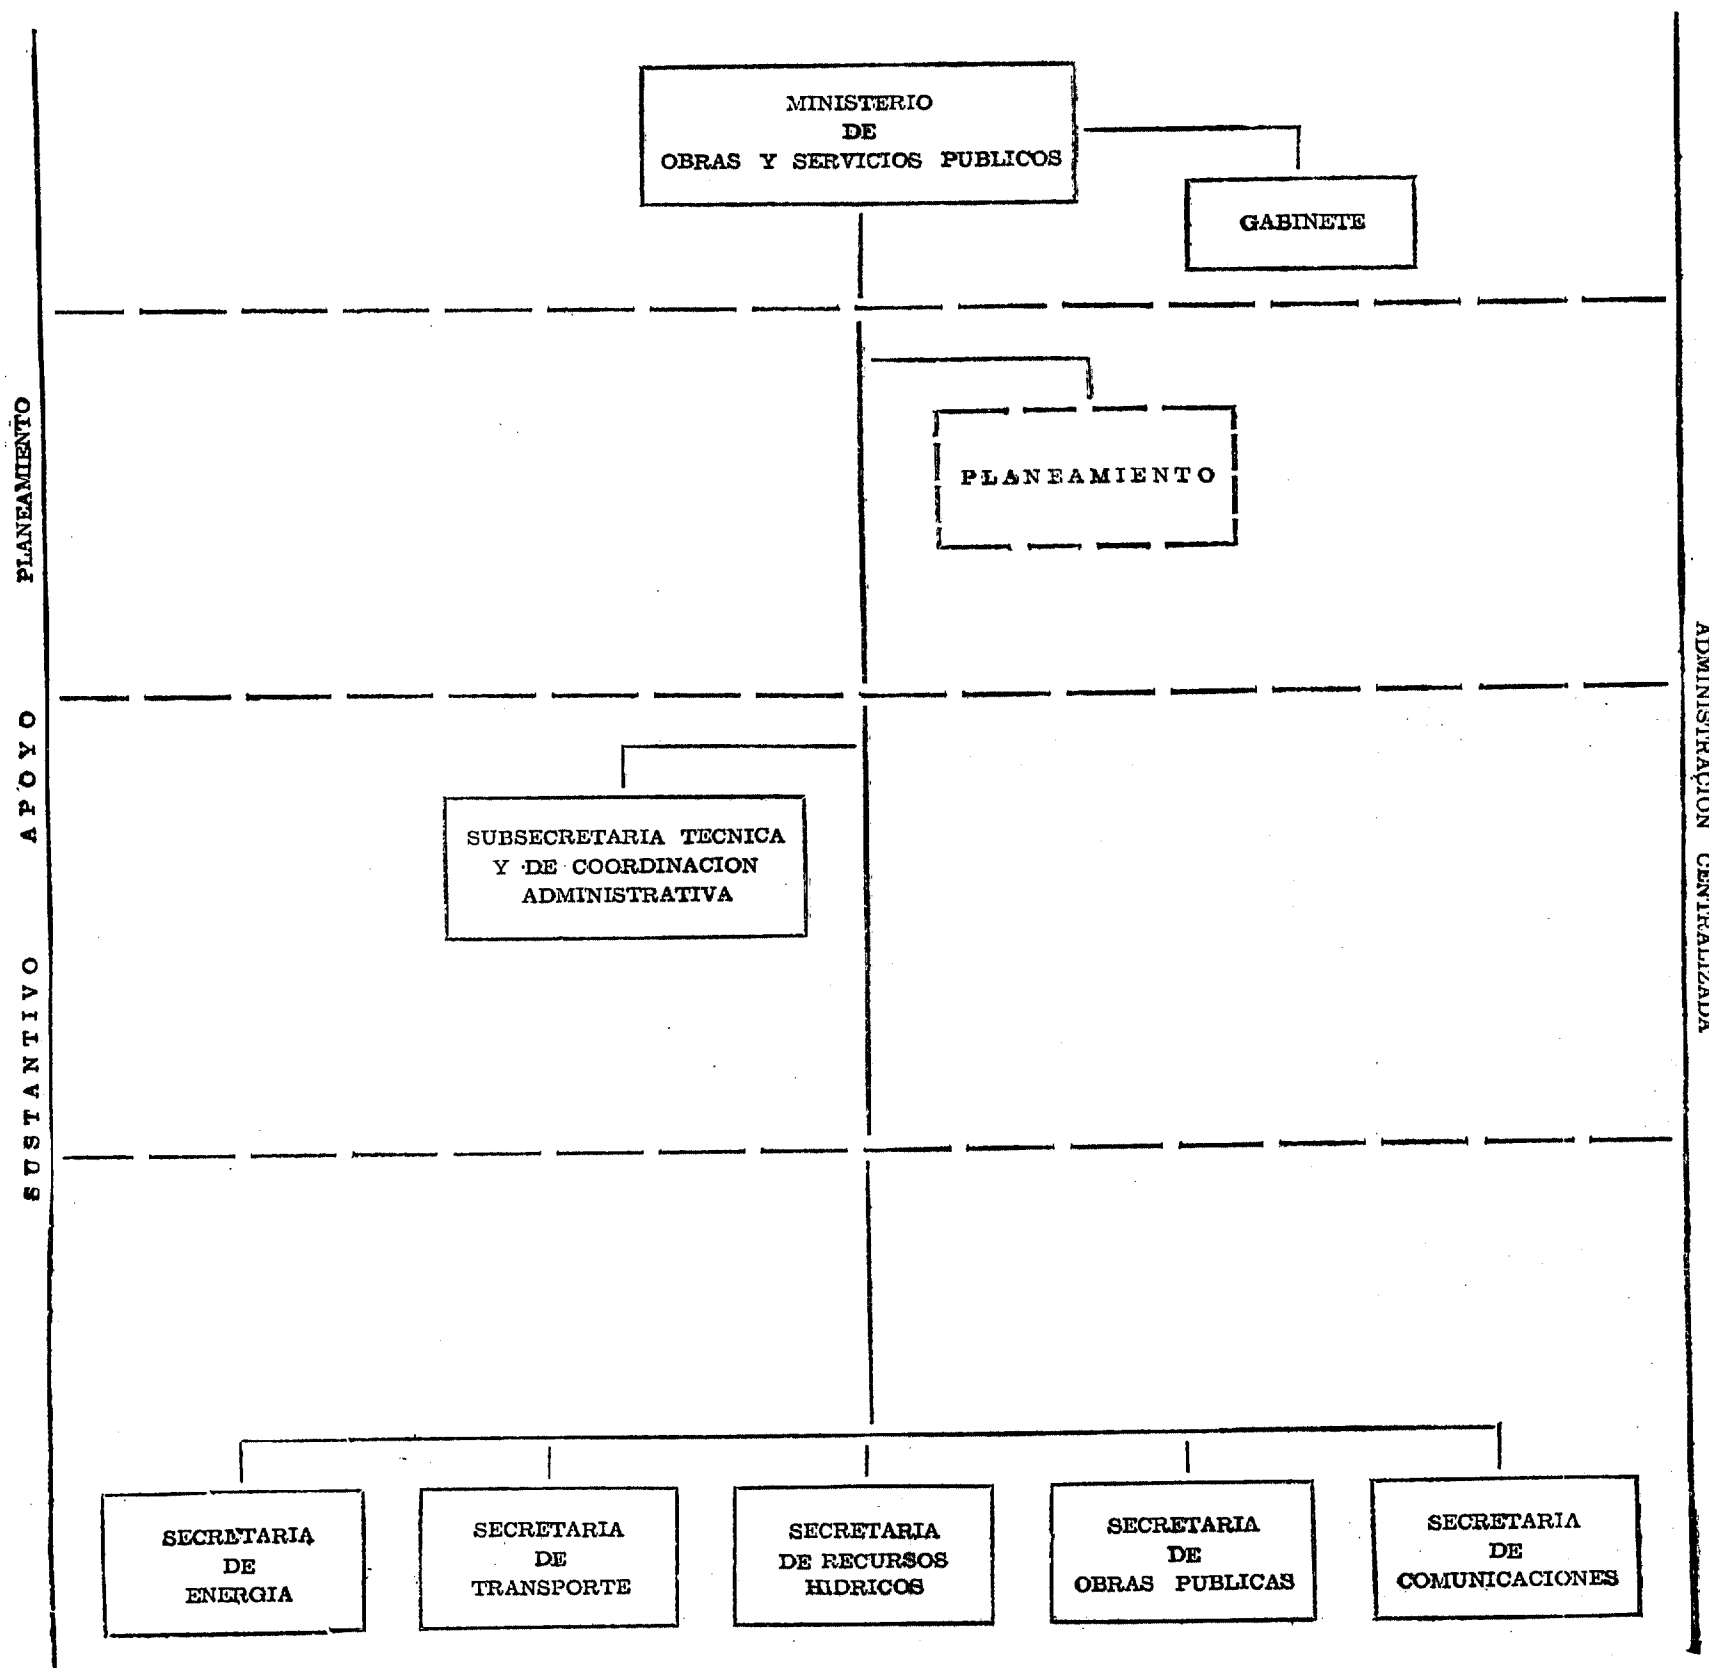 MINISTERIO
DE
OBRAS Y SERVICIOS PUBLICOS
GABINETE
PLANEAMIENTO
PLANEAMIENTO
APOYO
SUBSECRETARIA TECNICA
Y DE COORDINACION
ADMINISTRATIVA
SUSTANTIVO
ADMINISTRACION CENTRALIZADA
SECRETARIA
DE
ENERGIA
SECRETARIA
DE
TRANSPORTE
SECRETARIA
DE RECURSOS
HIDRICOS
SECRETARIA
DE
OBRAS PUBLICAS
SECRETARIA
DE
COMUNICACIONES